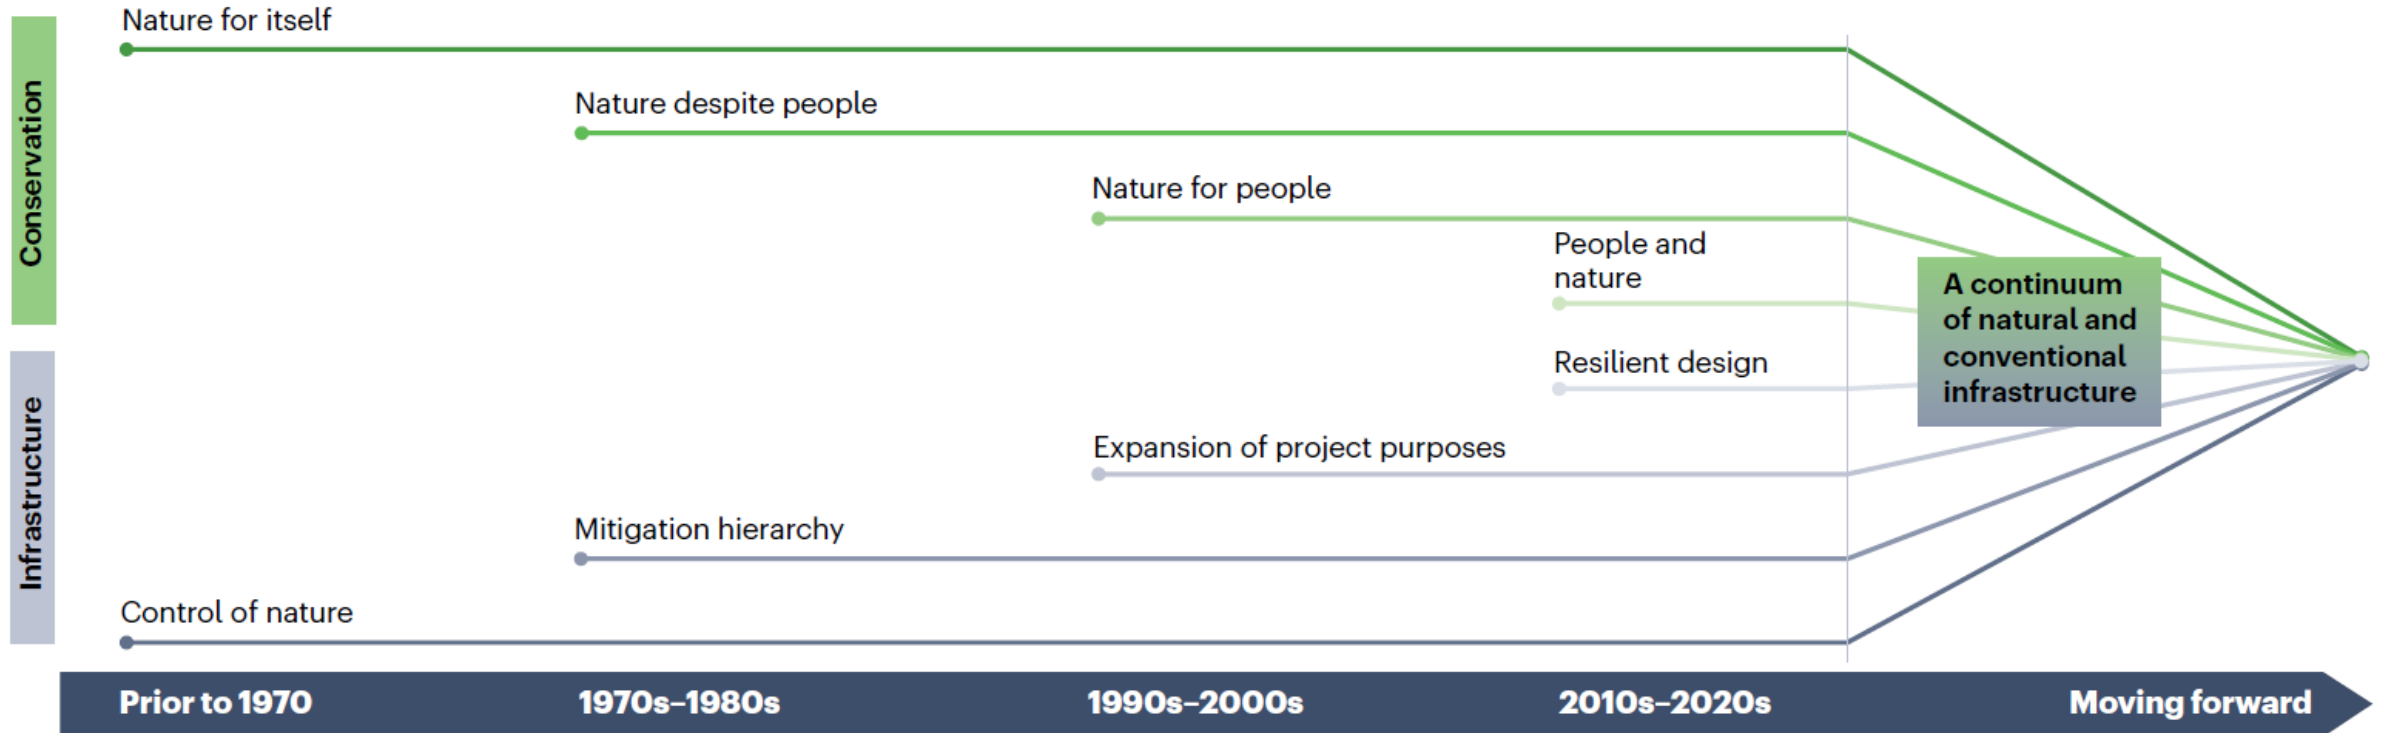 Conservation
Nature for itself
Nature despite people
Nature for people
People and
nature
Infrastructure
Resilient design
Expansion of project purposes
Mitigation hierarchy
Control of nature
A continuum
of natural and
conventional
infrastructure
Prior to 1970
1970s–1980s
1990s–2000s
2010s–2020s
Moving forward